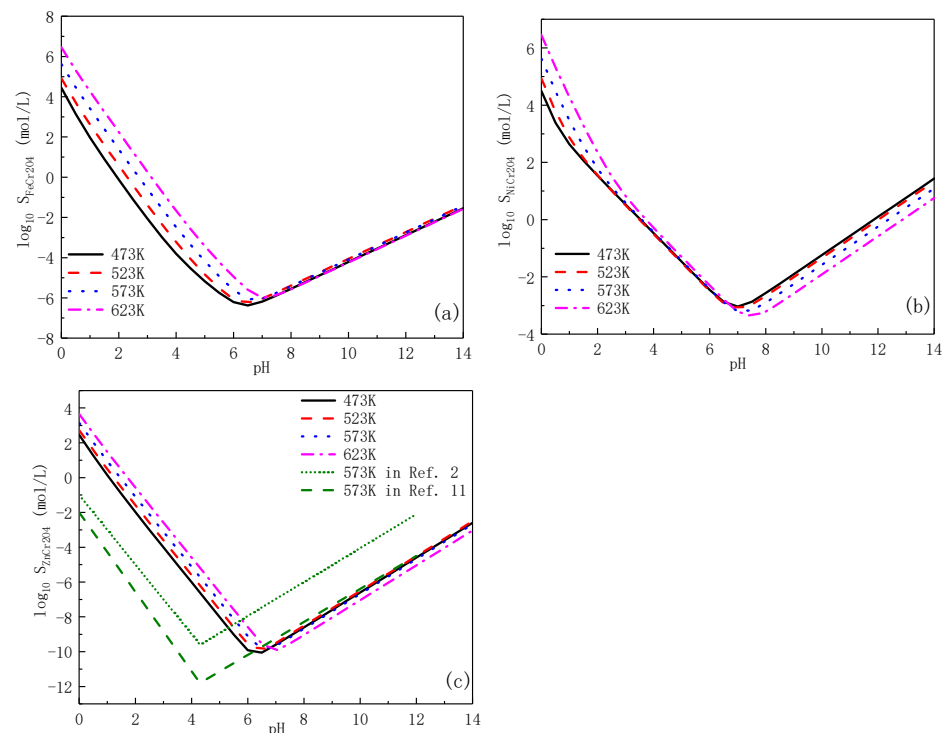 8
6
4
2
0
-2
-4
-6
-8
log10 SFeCr2O4 (mol/L)
473K
523K
573K
623K
(a)
0 2 4 6 8 10 12 14
pH
6
4
2
0
-2
-4
log10 SNiCr2O4 (mol/L)
473K
523K
573K
623K
(b)
0 2 4 6 8 10 12 14
pH
4
2
0
-2
-4
-6
-8
-10
-12
log10 SZnCr2O4 (mol/L)
473K
523K
573K
623K
573K in Ref. 2
573K in Ref. 11
(c)
0 2 4 6 8 10 12 14
pH